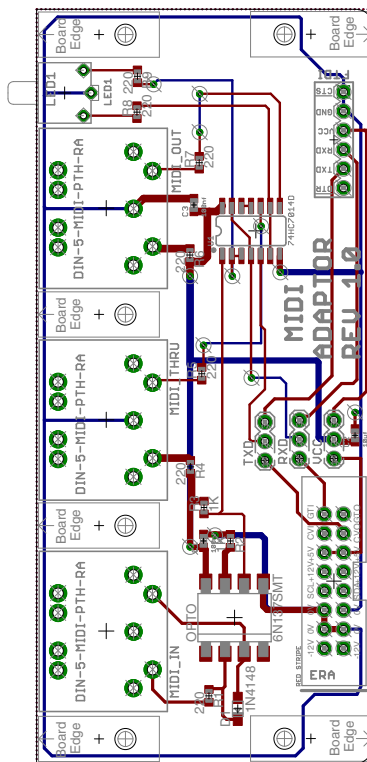 Board
Edge
Board
Edge
FTDI
LED1
LED1
220
R9
R8
220
CTS
GND
VCC
RXD
TXD
DTR
DIN-5-MIDI-PTH-RA
MIDI_OUT
R7
220
C3
74HC7014D
220
R6
MIDI
ADAPTOR
REV 1.0
Board
Edge
DIN-5-MIDI-PTH-RA
MIDI_THRU
220
220
R4
TXD
RXD
VCC
Board
Edge
1K
DIN-5-MIDI-PTH-RA
MIDI_IN
OPTO
6N137SMT
220
R1
1N4148
RED STRIPE
ERA
Board
Edge
Board
Edge